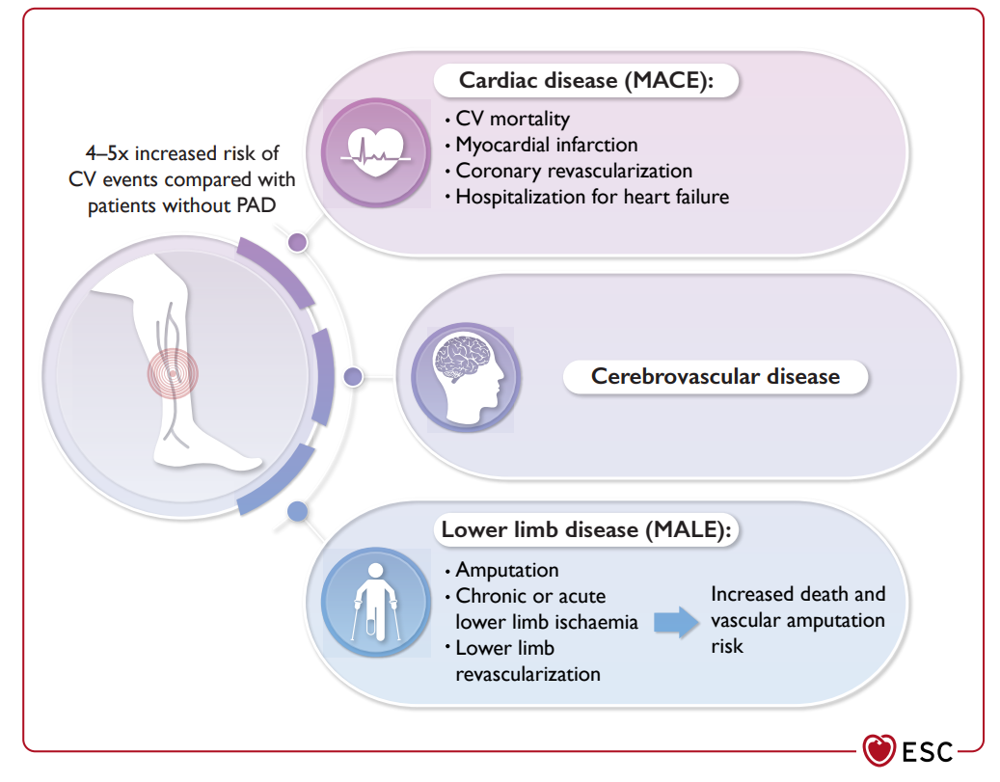 4–5x increased risk of
CV events compared with
patients without PAD
Cardiac disease (MACE):
• CV mortality
• Myocardial infarction
• Coronary revascularization
• Hospitalization for heart failure
Cerebrovascular disease
Lower limb disease (MALE):
• Amputation
• Chronic or acute
lower limb ischaemia
• Lower limb
revascularization
Increased death and
vascular amputation
risk
ESC